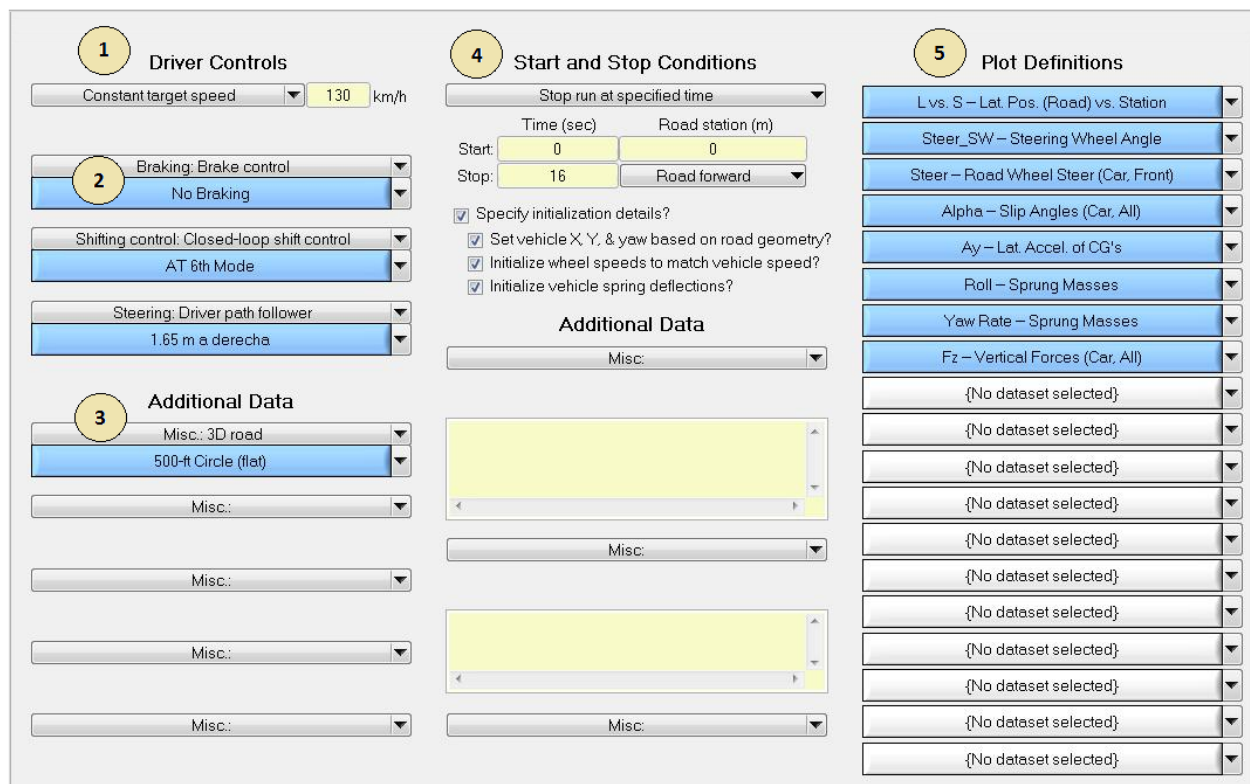 1
Driver Controls
Constant target speed 130 km/h
2
Braking: Brake control
No Braking
Shifting control: Closed-loop shift control
AT 6th Mode
Steering: Driver path follower
1.65 m a derecha
3
Additional Data
Misc.: 3D road
500-ft Circle (flat)
Misc.:
Misc.:
Misc.:
Misc.:
4
Start and Stop Conditions
Stop run at specified time
Time (sec) Road station (m)
Start: 0 0
Stop: 16 Road forward
Specify initialization details?
Set vehicle X, Y, & yaw based on road geometry?
Initialize wheel speeds to match vehicle speed?
Initialize vehicle spring deflections?
Additional Data
Misc:
Misc:
Misc:
5
Plot Definitions
L vs. S – Lat. Pos. (Road) vs. Station
Steer_SW – Steering Wheel Angle
Steer – Road Wheel Steer (Car, Front)
Alpha – Slip Angles (Car, All)
Ay – Lat. Accel. of CG's
Roll – Sprung Masses
Yaw Rate – Sprung Masses
Fz – Vertical Forces (Car, All)
{No dataset selected}
{No dataset selected}
{No dataset selected}
{No dataset selected}
{No dataset selected}
{No dataset selected}
{No dataset selected}
{No dataset selected}
{No dataset selected}
{No dataset selected}
{No dataset selected}